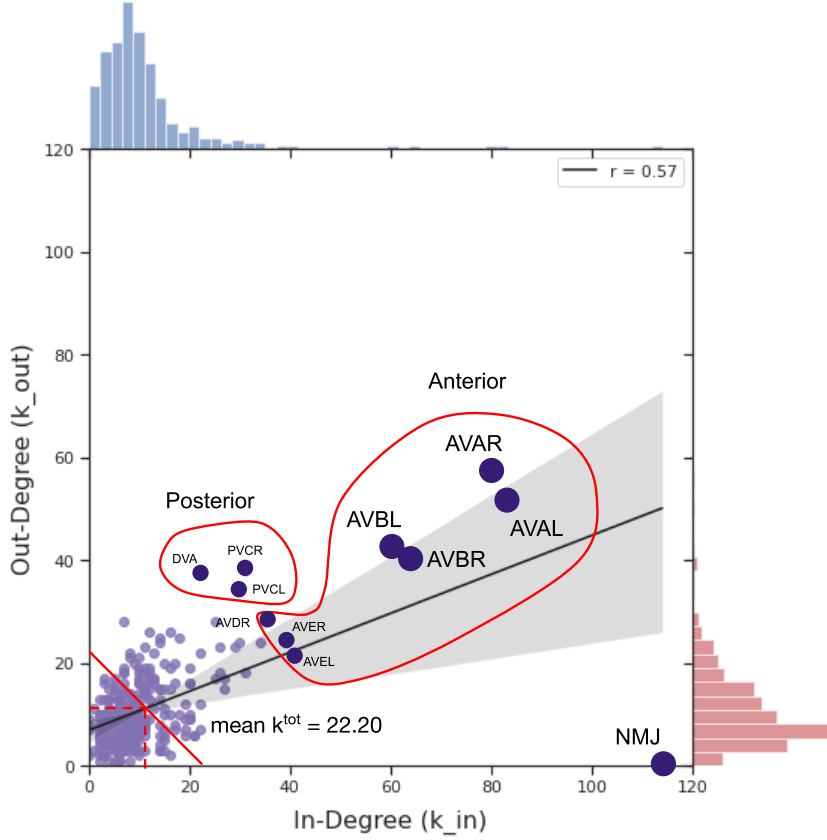 120
r = 0.57
100
80
Anterior
60
AVAR
Posterior
AVBL
AVAL
40
DVA
PVCR
AVBR
PVCL
AVDR
AVER
AVEL
20
mean k^tot = 22.20
NMJ
0
0
20
40
60
80
100
120
In-Degree (k_in)
Out-Degree (k_out)